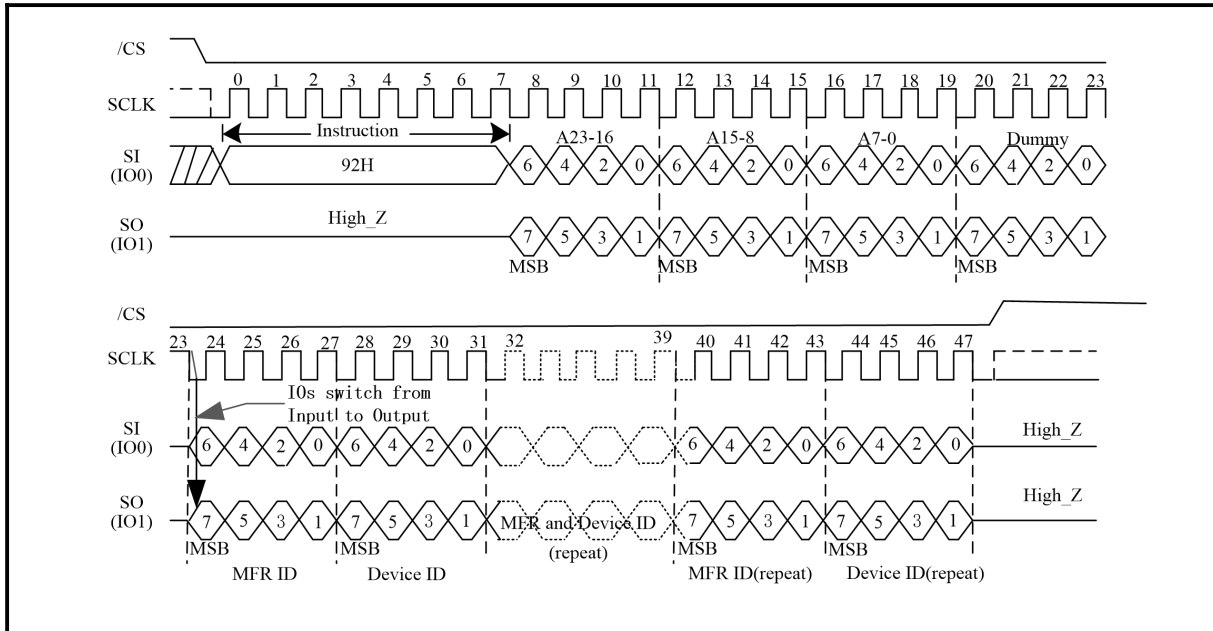 /CS
0 1 2 3 4 5 6 7 8 9 10 11 12 13 14 15 16 17 18 19 20 21 22 23
SCLK
Instruction A23-16 A15-8 A7-0 Dummy
SI
(IO0)
92H 6 4 2 0 6 4 2 0 6 4 2 0 6 4 2 0
SO
(IO1)
High_Z 7 5 3 1 7 5 3 1 7 5 3 1 7 5 3 1
MSB MSB MSB MSB
/CS
23 24 25 26 27 28 29 30 31 32 39 40 41 42 43 44 45 46 47
SCLK
IOs switch from
Input to Output
SI
(IO0)
6 4 2 0 6 4 2 0 6 4 2 0 6 4 2 0 High_Z
SO
(IO1)
7 5 3 1 7 5 3 1 MFR and Device ID 7 5 3 1 7 5 3 1 High_Z
(repeat)
MSB MSB MSB MSB
MFR ID Device ID MFR ID(repeat) Device ID(repeat)